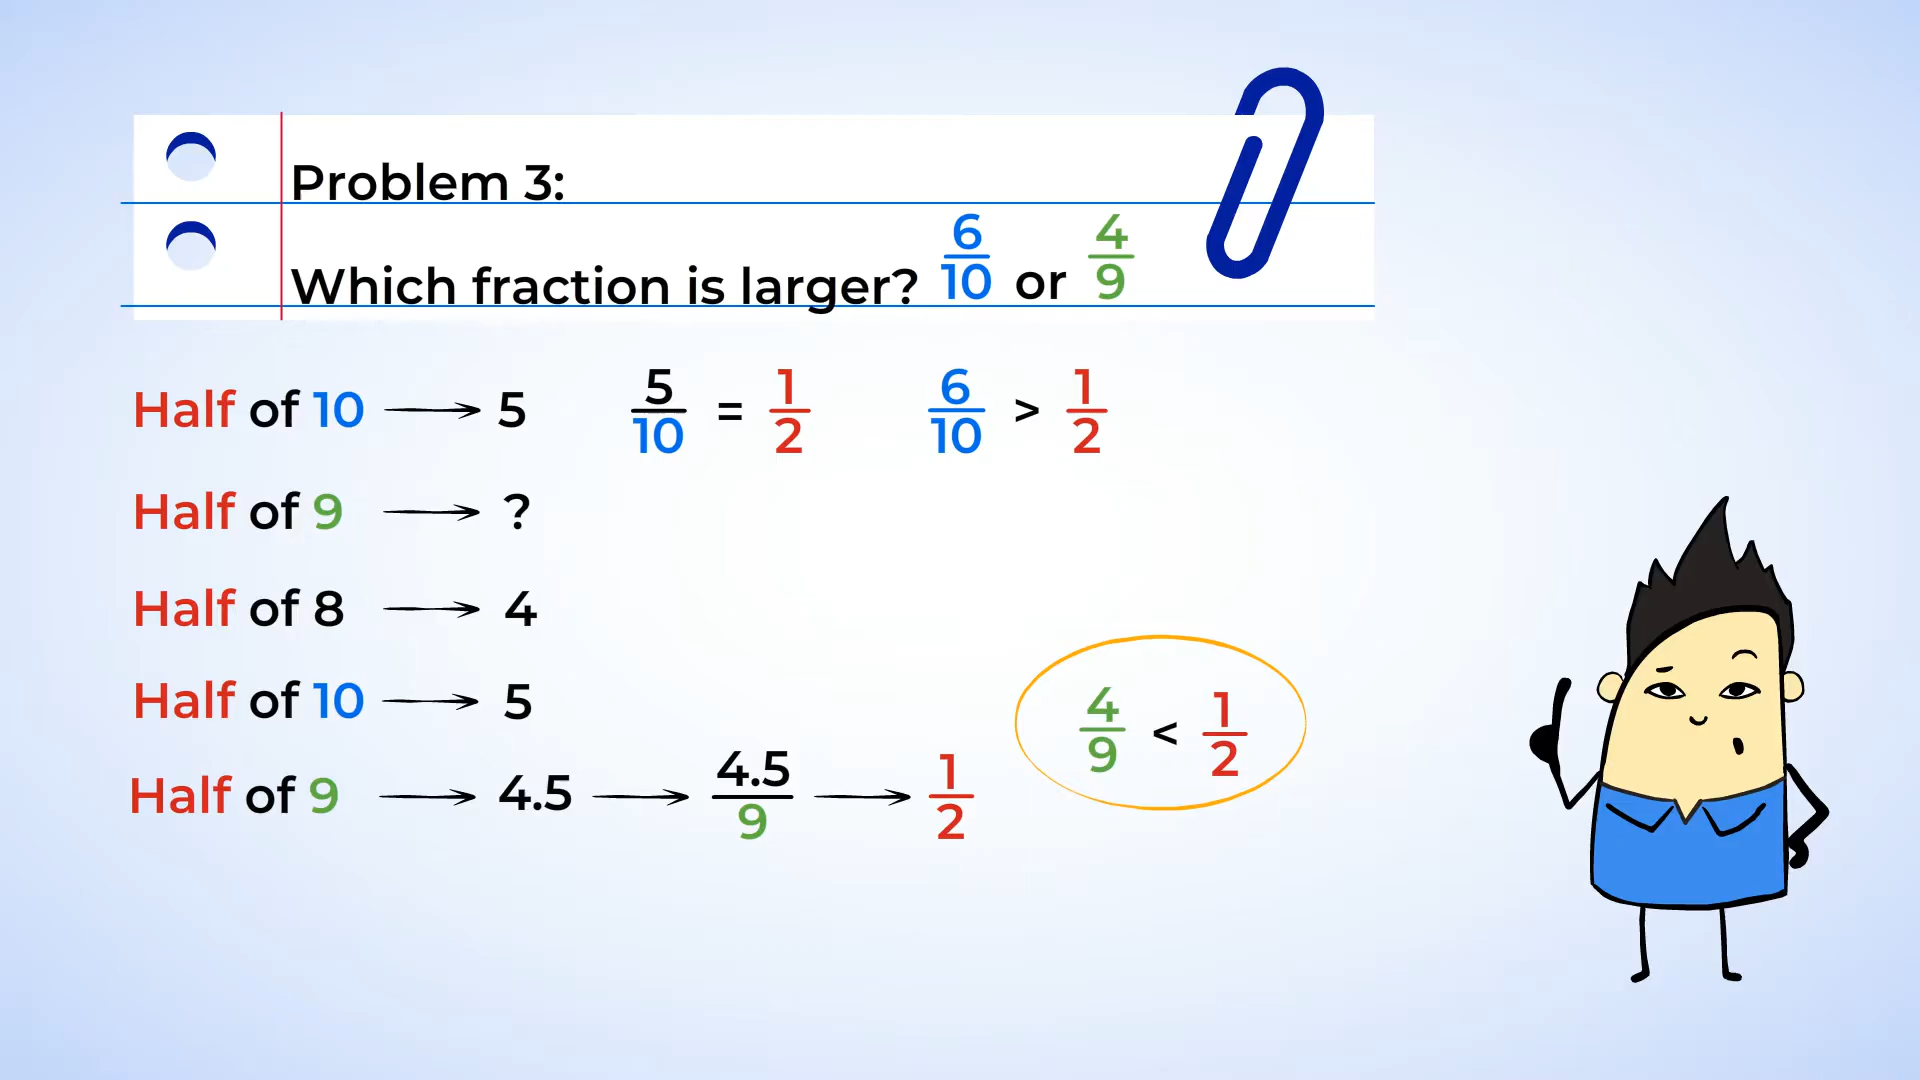 Problem 3:
Which fraction is larger? 6/10 or 4/9
Half of 10 → 5 5/10 = 1/2 6/10 > 1/2
Half of 9 → ?
Half of 8 → 4
Half of 10 → 5
Half of 9 → 4.5 → 4.5/9 → 1/2
4/9 < 1/2